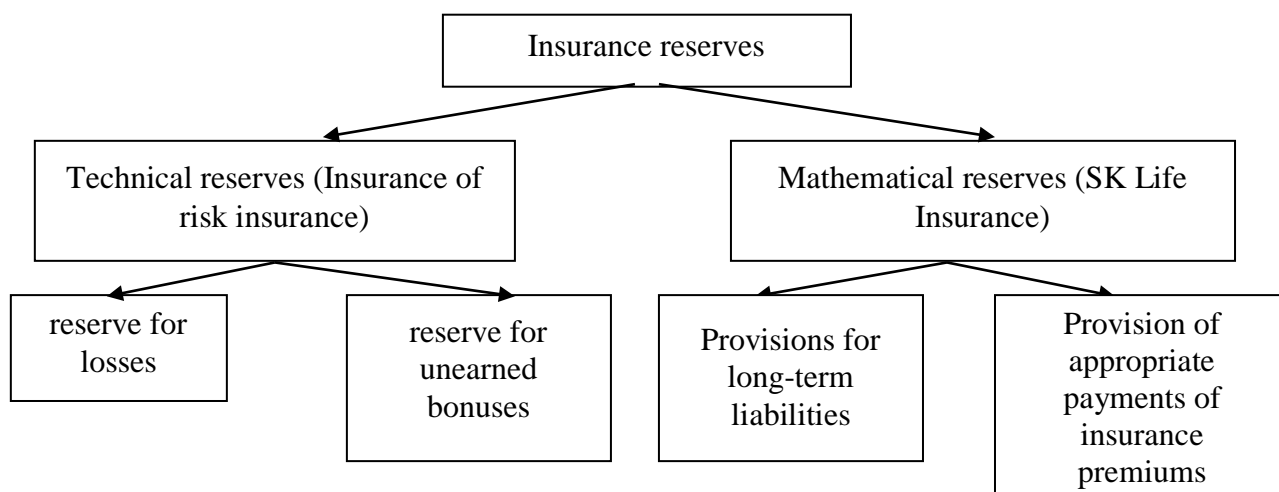 Insurance reserves
Technical reserves (Insurance of
risk insurance)
Mathematical reserves (SK Life
Insurance)
reserve for
losses
reserve for
unearned
bonuses
Provisions for
long-term
liabilities
Provision of
appropriate
payments of
insurance
premiums